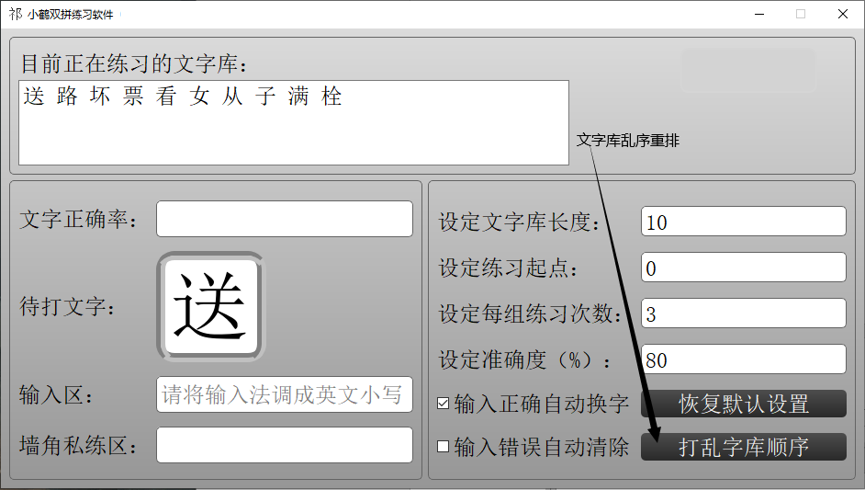 祁 小鹤双拼练习软件
目前正在练习的文字库：
送 路 坏 票 看 女 从 子 满 栓
文字库乱序重排
文字正确率：
待打文字：
送
输入区：
请将输入法调成英文小写
墙角私练区：
设定文字库长度：
10
设定练习起点：
0
设定每组练习次数：
3
设定准确度（%）：
80
输入正确自动换字
恢复默认设置
输入错误自动清除
打乱字库顺序